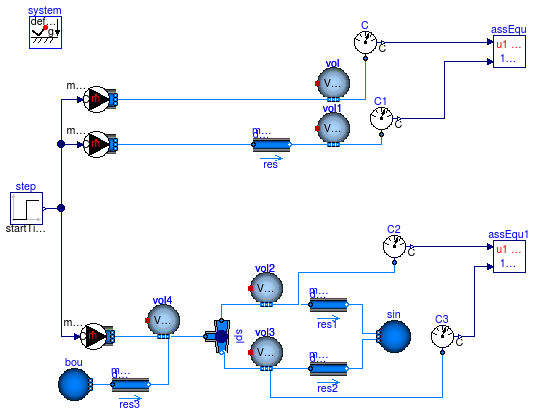 system
def...
g
C
assEqu
vol
u1 ...
1...
V...
m...
m
C
vol1
C1
m...
m
m...
V...
C
res
step
startTi...
C2
assEqu1
vol2
u1 ...
1...
C
V...
m...
vol4
res1
sin
C3
V...
spl
vol3
m...
V...
m...
C
bou
m...
res2
res3